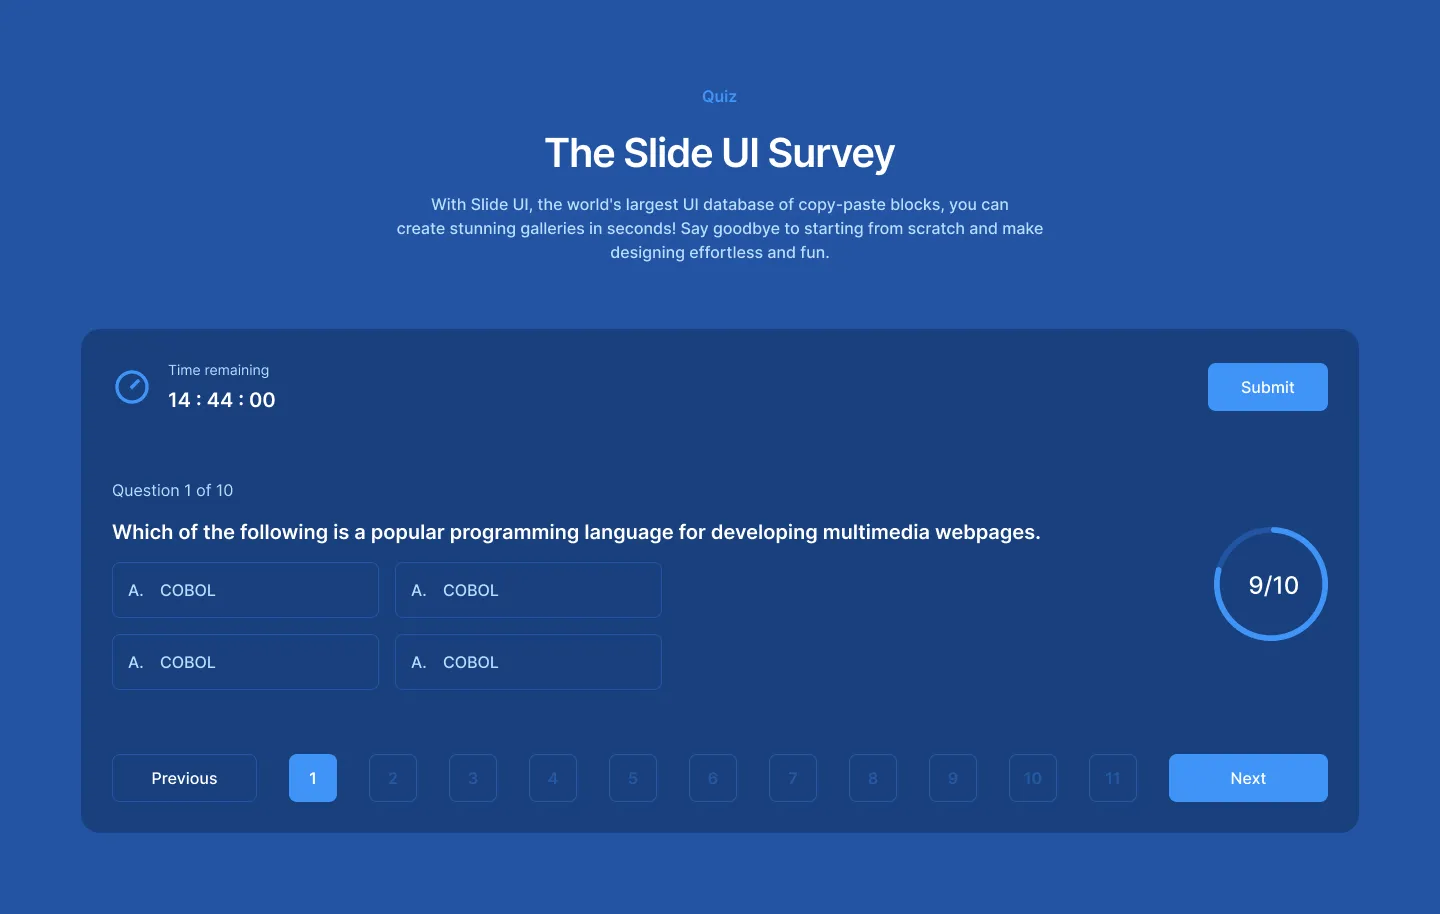 Quiz
The Slide UI Survey
With Slide UI, the world's largest UI database of copy-paste blocks, you can
create stunning galleries in seconds! Say goodbye to starting from scratch and make
designing effortless and fun.
Time remaining
14 : 44 : 00
Submit
Question 1 of 10
Which of the following is a popular programming language for developing multimedia webpages.
A. COBOL
A. COBOL
A. COBOL
A. COBOL
9/10
Previous 1 2 3 4 5 6 7 8 9 10 11 Next